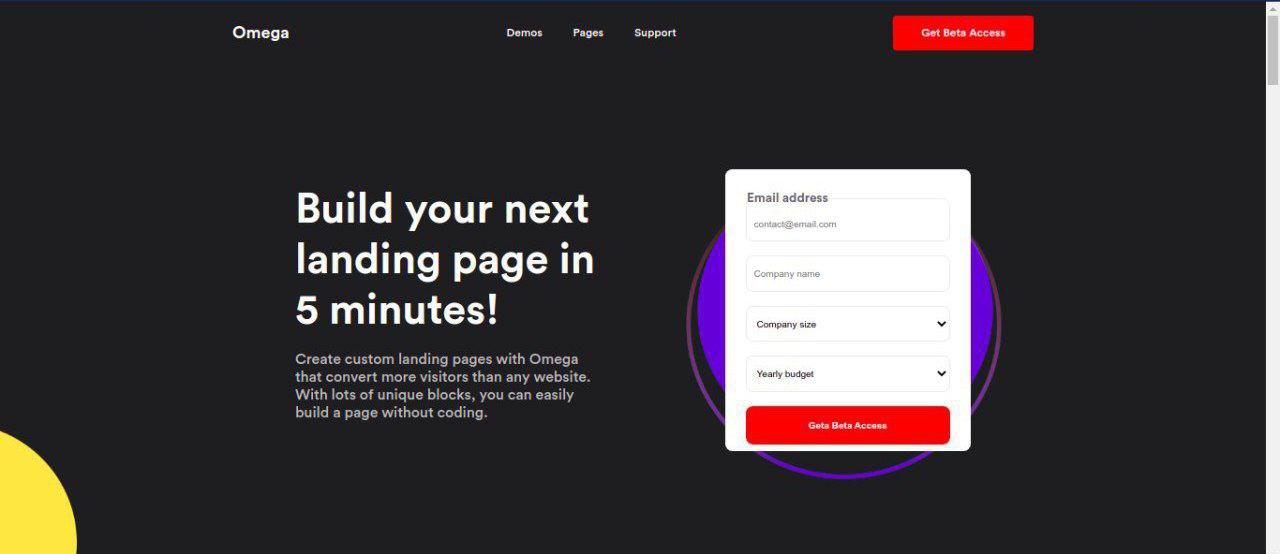 Omega
Demos
Pages
Support
Get Beta Access
Build your next
landing page in
5 minutes!
Create custom landing pages with Omega
that convert more visitors than any website.
With lots of unique blocks, you can easily
build a page without coding.
Email address
contact@email.com
Company name
Company size
Yearly budget
Geta Beta Access